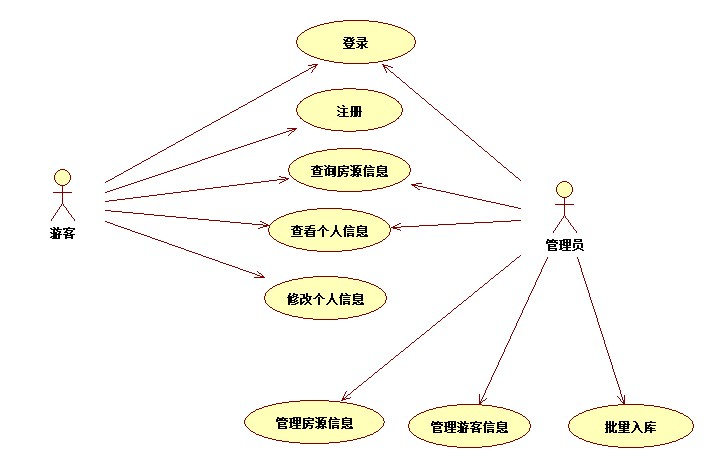 登录
注册
查询房源信息
游客
查看个人信息
管理员
修改个人信息
管理房源信息
管理游客信息
批里入库